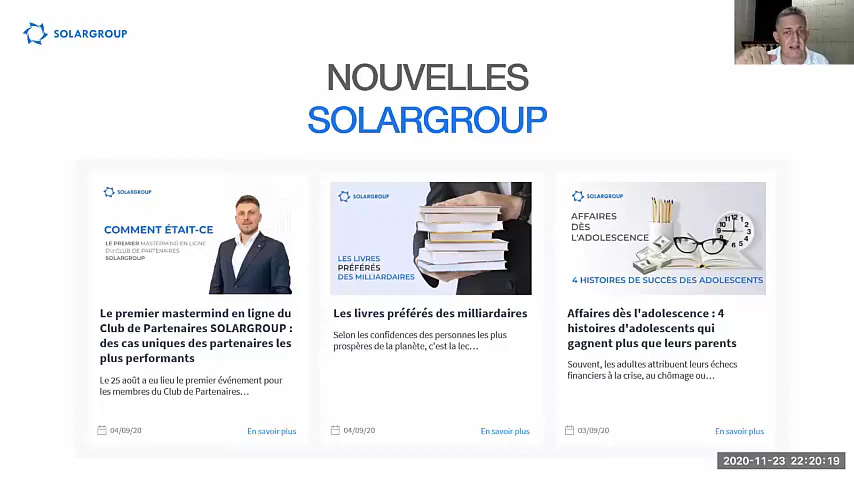 SOLARGROUP
NOUVELLES
SOLARGROUP
SOLARGROUP
COMMENT ÉTAIT-CE
LE PREMIER MASTERMIND EN LIGNE
DU CLUB DE PARTENAIRES
SOLARGROUP
Le premier mastermind en ligne du
Club de Partenaires SOLARGROUP :
des cas uniques des partenaires les
plus performants
Le 25 août a eu lieu le premier événement pour
les membres du Club de Partenaires…
04/09/20
En savoir plus
SOLARGROUP
LES LIVRES
PRÉFÉRÉS
DES MILLIARDAIRES
Les livres préférés des milliardaires
Selon les confidences des personnes les plus
prospères de la planète, c'est la lec…
04/09/20
En savoir plus
SOLARGROUP
AFFAIRES
DÈS
L'ADOLESCENCE
4 HISTOIRES DE SUCCÈS DES ADOLESCENTS
Affaires dès l'adolescence : 4
histoires d'adolescents qui
gagnent plus que leurs parents
Souvent, les adultes attribuent leurs échecs
financiers à la crise, au chômage ou…
03/09/20
En savoir plus
2020-11-23 22:20:19